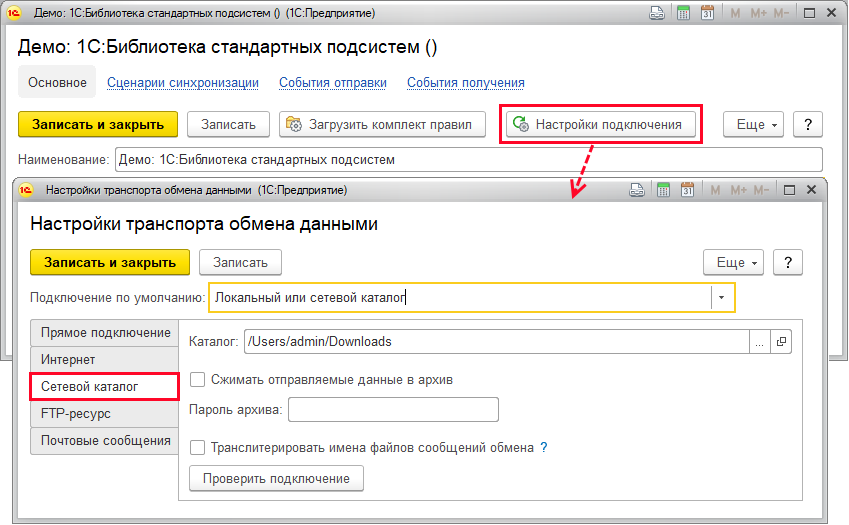 Демо: 1С:Библиотека стандартных подсистем () (1С:Предприятие)
M M+ M-
Демо: 1С:Библиотека стандартных подсистем ()
Основное Сценарии синхронизации События отправки События получения
Записать и закрыть Записать Загрузить комплект правил Настройки подключения Еще ?
Наименование: Демо: 1С:Библиотека стандартных подсистем
Настройки транспорта обмена данными (1С:Предприятие)
M M+ M-
Настройки транспорта обмена данными
Записать и закрыть Записать Еще ?
Подключение по умолчанию: Локальный или сетевой каталог
Прямое подключение
Интернет
Сетевой каталог
FTP-ресурс
Почтовые сообщения
Каталог: /Users/admin/Downloads ...
Сжимать отправляемые данные в архив
Пароль архива:
Транслитерировать имена файлов сообщений обмена ?
Проверить подключение